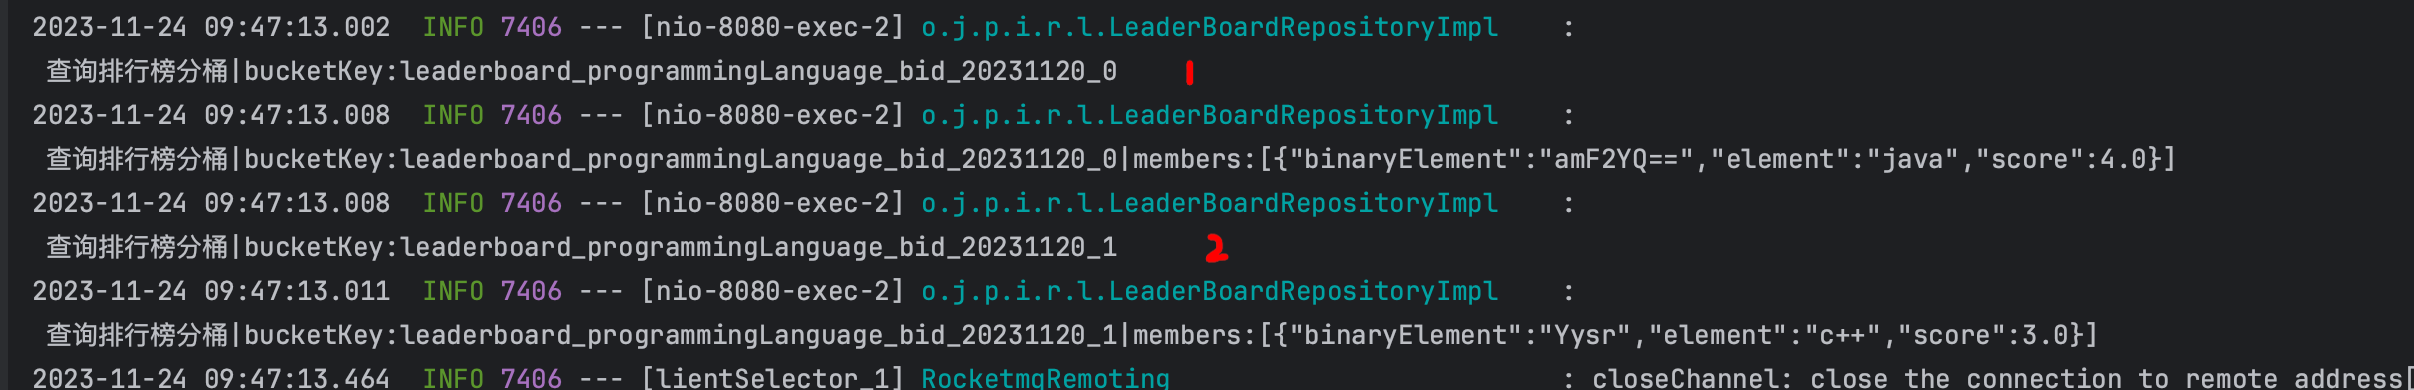 2023-11-24 09:47:13.002  INFO 7406 --- [nio-8080-exec-2] o.j.p.i.r.l.LeaderBoardRepositoryImpl    :
查询排行榜分桶|bucketKey:leaderboard_programmingLanguage_bid_20231120_0 1
2023-11-24 09:47:13.008  INFO 7406 --- [nio-8080-exec-2] o.j.p.i.r.l.LeaderBoardRepositoryImpl    :
查询排行榜分桶|bucketKey:leaderboard_programmingLanguage_bid_20231120_0|members:[{"binaryElement":"amF2YQ==","element":"java","score":4.0}]
2023-11-24 09:47:13.008  INFO 7406 --- [nio-8080-exec-2] o.j.p.i.r.l.LeaderBoardRepositoryImpl    :
查询排行榜分桶|bucketKey:leaderboard_programmingLanguage_bid_20231120_1 2
2023-11-24 09:47:13.011  INFO 7406 --- [nio-8080-exec-2] o.j.p.i.r.l.LeaderBoardRepositoryImpl    :
查询排行榜分桶|bucketKey:leaderboard_programmingLanguage_bid_20231120_1|members:[{"binaryElement":"Yysr","element":"c++","score":3.0}]
2023-11-24 09:47:13.464  INFO 7406 --- [lientSelector_1] RocketmqRemoting                         : closeChannel: close the connection to remote address[